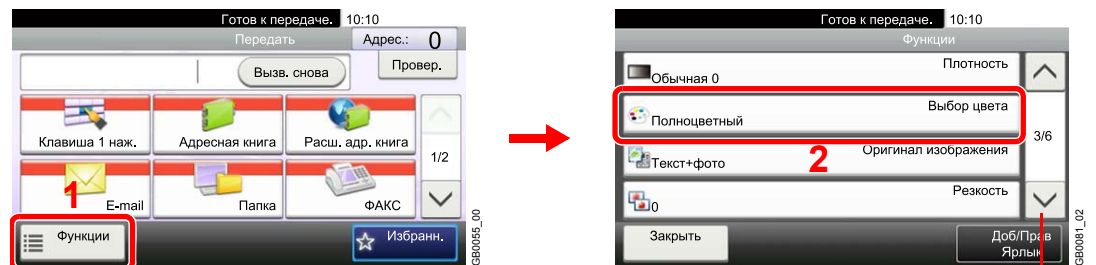 Готов к передаче. 10:10
Передать
Адрес.: 0
Вызв. снова
Провер.
Клавиша 1 наж.
Адресная книга
Расш. адр. книга
1/2
1
E-mail
Папка
ФАКС
Функции
Избранн.
GB0055_00
Готов к передаче. 10:10
Функции
Плотность
Обычная 0
Выбор цвета
Полноцветный
3/6
Оригинал изображения
Текст+фото
2
Резкость
0
Закрыть
Доб/Прав
Ярлык
GB0081_02